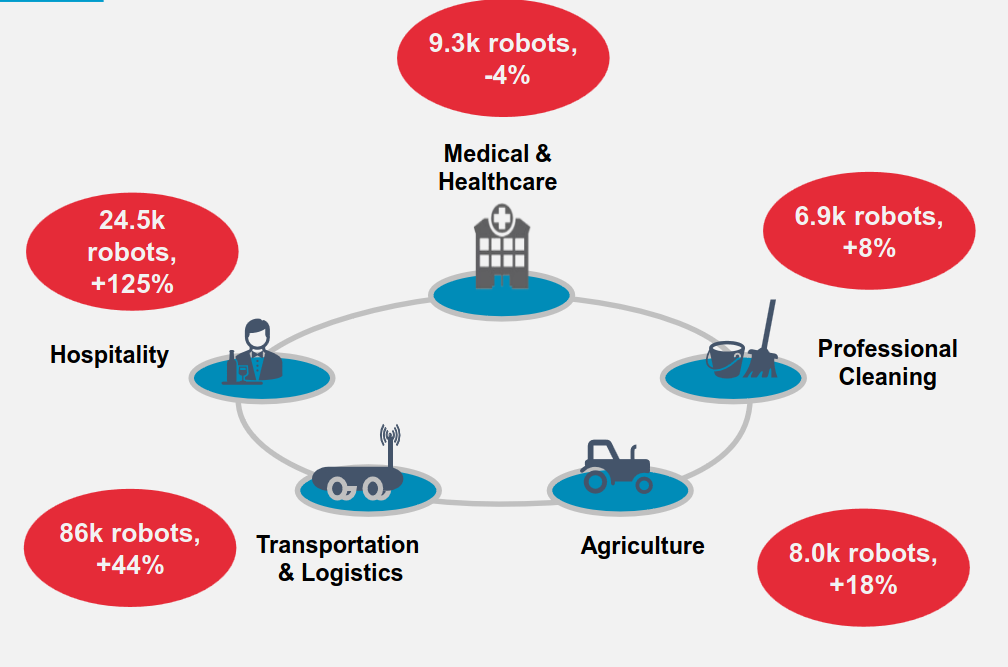 9.3k robots,
-4%
Medical &
Healthcare
24.5k
robots,
+125%
Hospitality
6.9k robots,
+8%
Professional
Cleaning
86k robots,
+44%
Transportation
& Logistics
Agriculture
8.0k robots,
+18%